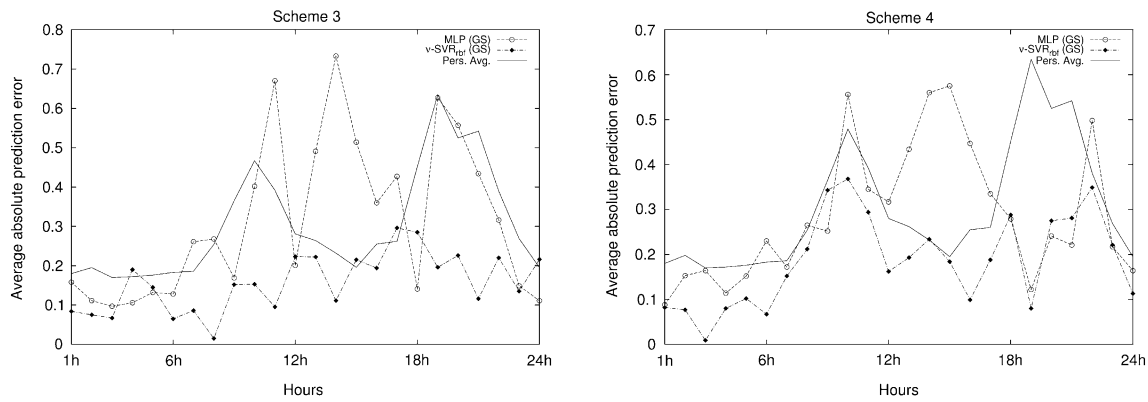 Scheme 3
MLP (GS)
ν-SVRrbf (GS)
Pers. Avg.
Average absolute prediction error
0.8
0.7
0.6
0.5
0.4
0.3
0.2
0.1
0
1h 6h 12h 18h 24h
Hours
Scheme 4
MLP (GS)
ν-SVRrbf (GS)
Pers. Avg.
Average absolute prediction error
0.7
0.6
0.5
0.4
0.3
0.2
0.1
0
1h 6h 12h 18h 24h
Hours